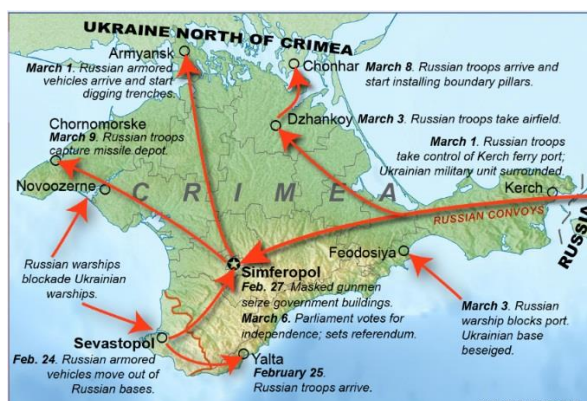 UKRAINE NORTH OF CRIMEA
Armyansk
March 1. Russian armored
vehicles arrive and start
digging trenches.
Chonhar
March 8. Russian troops arrive and
start installing boundary pillars.
Dzhankoy
March 3. Russian troops take airfield.
Chornomorske
March 9. Russian troops
capture missile depot.
March 1. Russian troops
take control of Kerch ferry port;
Ukrainian military unit surrounded.
Novoozerne
CRIMEA
Kerch
RUSSIAN CONVOYS
RUSSIA
Russian warships
blockade Ukrainian
warships.
Simferopol
Feb. 27. Masked gunmen
seize government buildings.
March 6. Parliament votes for
independence; sets referendum.
Feodosiya
March 3. Russian
warship blocks port.
Ukrainian base
beseiged.
Sevastopol
Feb. 24. Russian armored
vehicles move out of
Russian bases.
Yalta
February 25.
Russian troops arrive.